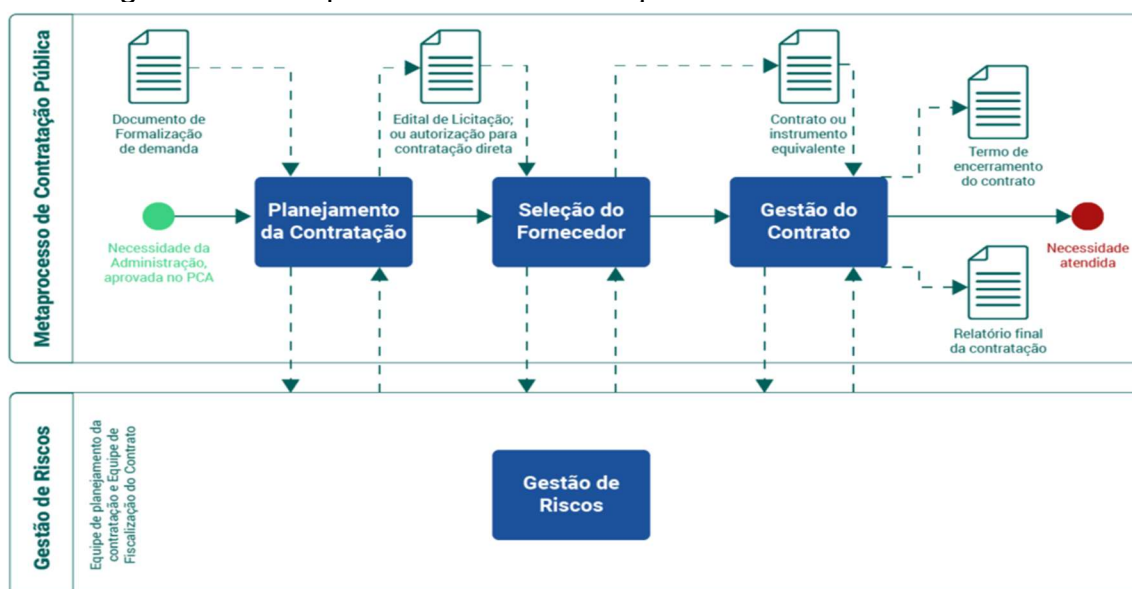 Metaprocesso de Contratação Pública
Documento de
Formalização
de demanda
Edital de Licitação;
ou autorização para
contratação direta
Contrato ou
instrumento
equivalente
Termo de
encerramento
do contrato
Necessidade da
Administração,
aprovada no PCA
Planejamento
da Contratação
Seleção do
Fornecedor
Gestão do
Contrato
Necessidade
atendida
Relatório final
da contratação
Gestão de Riscos
Equipe de planejamento da
contratação e Equipe de
Fiscalização do Contrato
Gestão de
Riscos